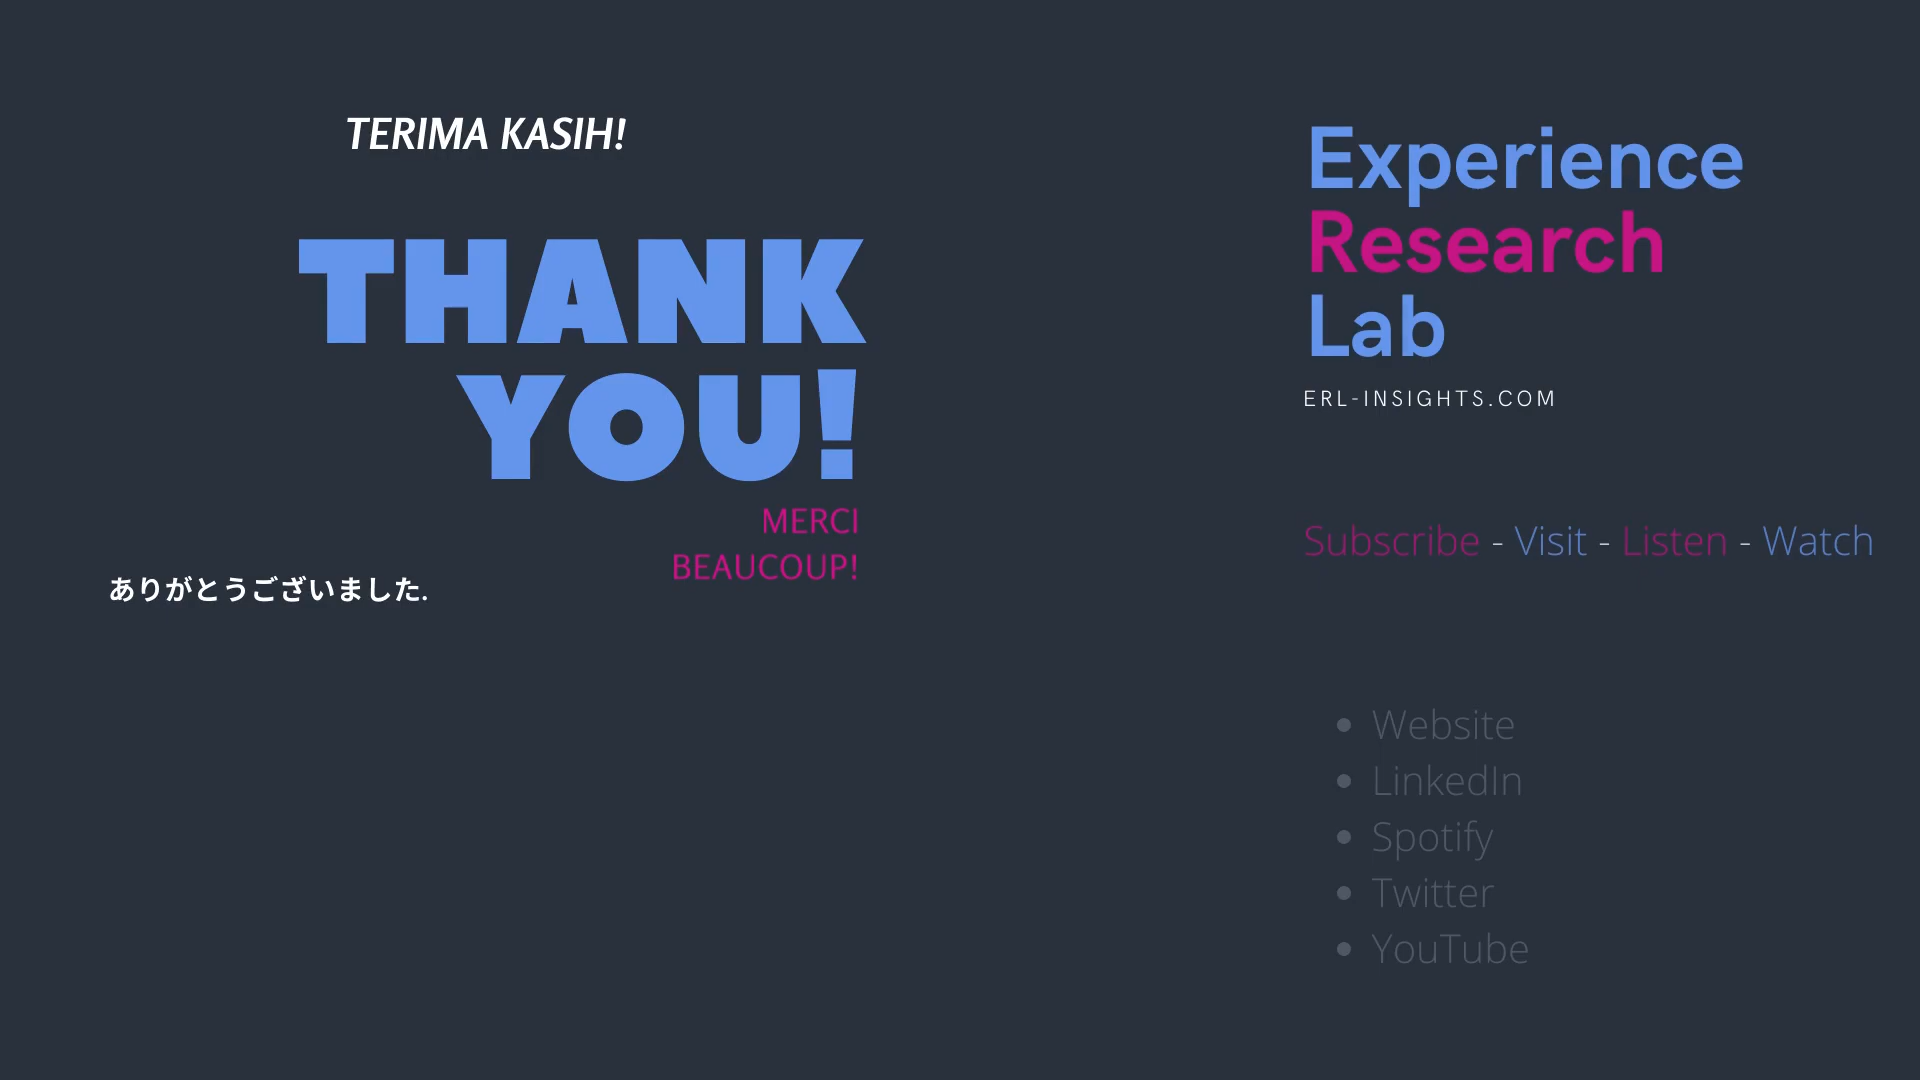 TERIMA KASIH!
THANK
YOU!
MERCI
BEAUCOUP!
ありがとうございました.
Experience
Research
Lab
ERL-INSIGHTS.COM
Subscribe - Visit - Listen - Watch
• Website
• LinkedIn
• Spotify
• Twitter
• YouTube